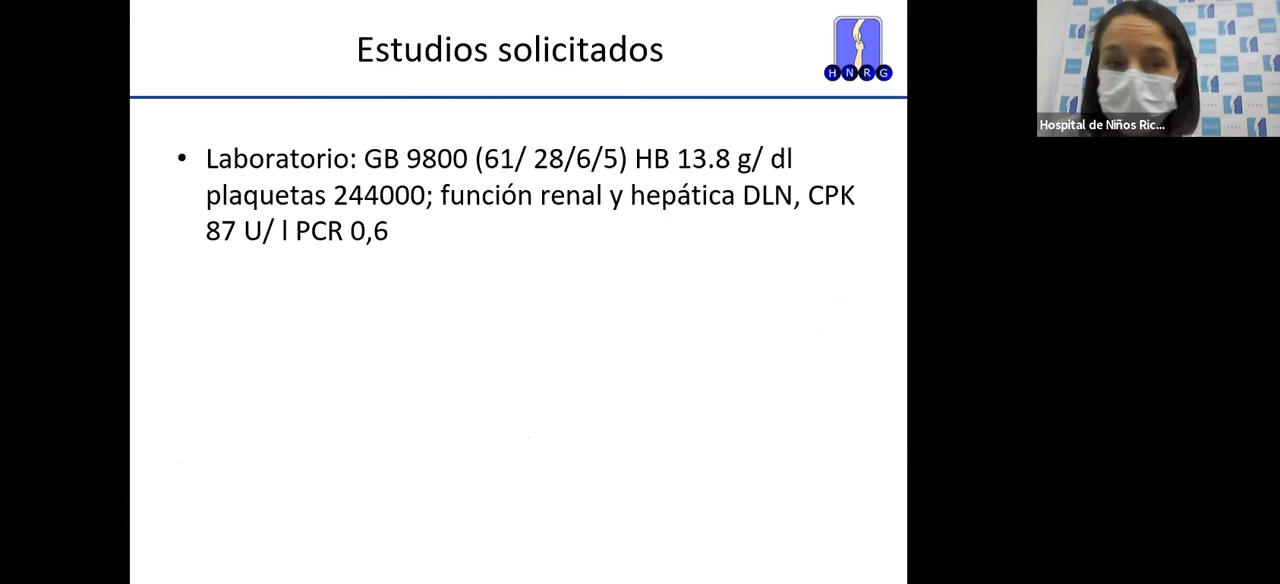 Estudios solicitados
H N R G
• Laboratorio: GB 9800 (61/ 28/6/5) HB 13.8 g/ dl
plaquetas 244000; función renal y hepática DLN, CPK
87 U/ l PCR 0,6
Hospital de Niños Ric...